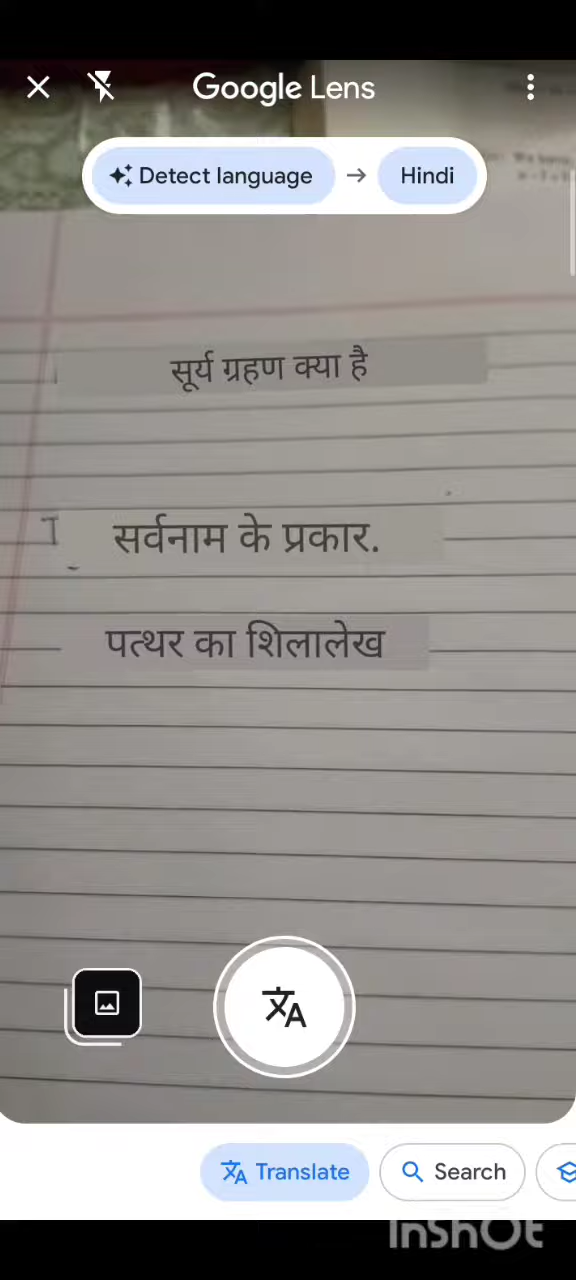 Google Lens
Detect language → Hindi
सूर्य ग्रहण क्या है
सर्वनाम के प्रकार.
पत्थर का शिलालेख
Translate
Search
InShOt